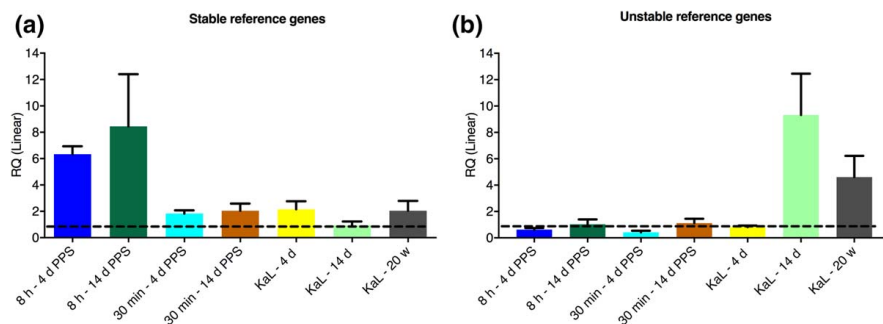 (a)
Stable reference genes
RQ (Linear)
14
12
10
8
6
4
2
0
8 h - 4 d PPS
8 h - 14 d PPS
30 min - 4 d PPS
30 min - 14 d PPS
KaL - 4 d
KaL - 14 d
KaL - 20 w
(b)
Unstable reference genes
RQ (Linear)
14
12
10
8
6
4
2
0
8 h - 4 d PPS
8 h - 14 d PPS
30 min - 4 d PPS
30 min - 14 d PPS
KaL - 4 d
KaL - 14 d
KaL - 20 w